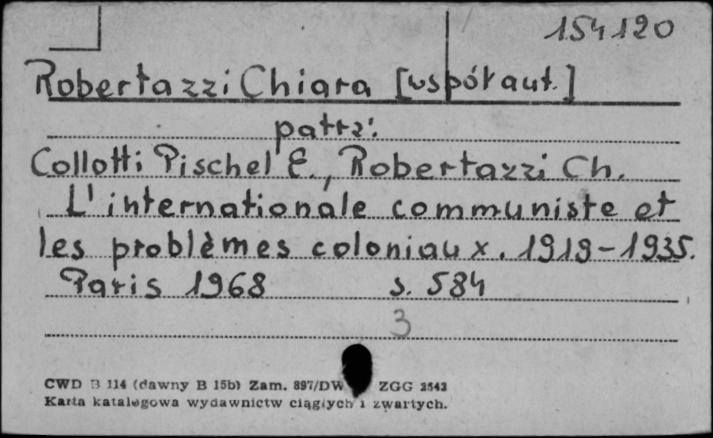 154120
Robertazzi Chiara [współaut.]
patrz:
Collotti Pischel E., Robertazzi Ch.
L'internationale communiste et
les problèmes coloniaux. 1919-1935.
Paris 1968 s. 584
3
CWD B 114 (dawny B 15b) Zam. 897/DW ZGG 2543
Karta katalogowa wydawnictw ciągłych i zwartych.